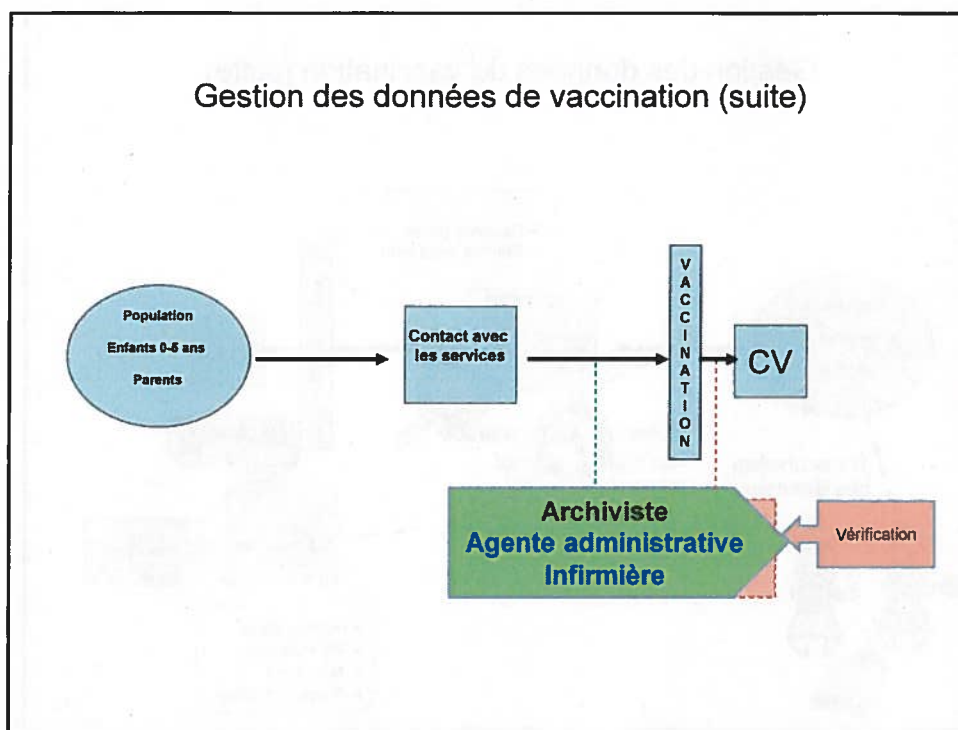 Gestion des données de vaccination (suite)
Population
Enfants 0-5 ans
Parents
Contact avec
les services
VACCINATION
CV
Archiviste
Agente administrative
Infirmière
Vérification